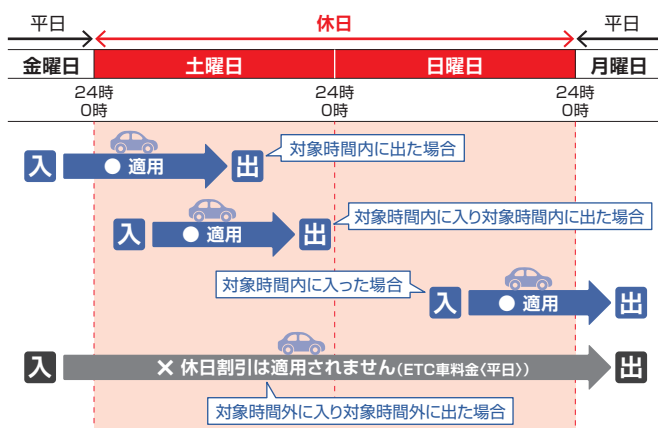 平日 休日 平日
金曜日 土曜日 日曜日 月曜日
24時 24時 24時
0時 0時 0時
入 ● 適用 出 対象時間内に出た場合
入 ● 適用 出 対象時間内に入り対象時間内に出た場合
対象時間内に入った場合 入 ● 適用 出
入 × 休日割引は適用されません(ETC車料金〈平日〉) 出
対象時間外に入り対象時間外に出た場合